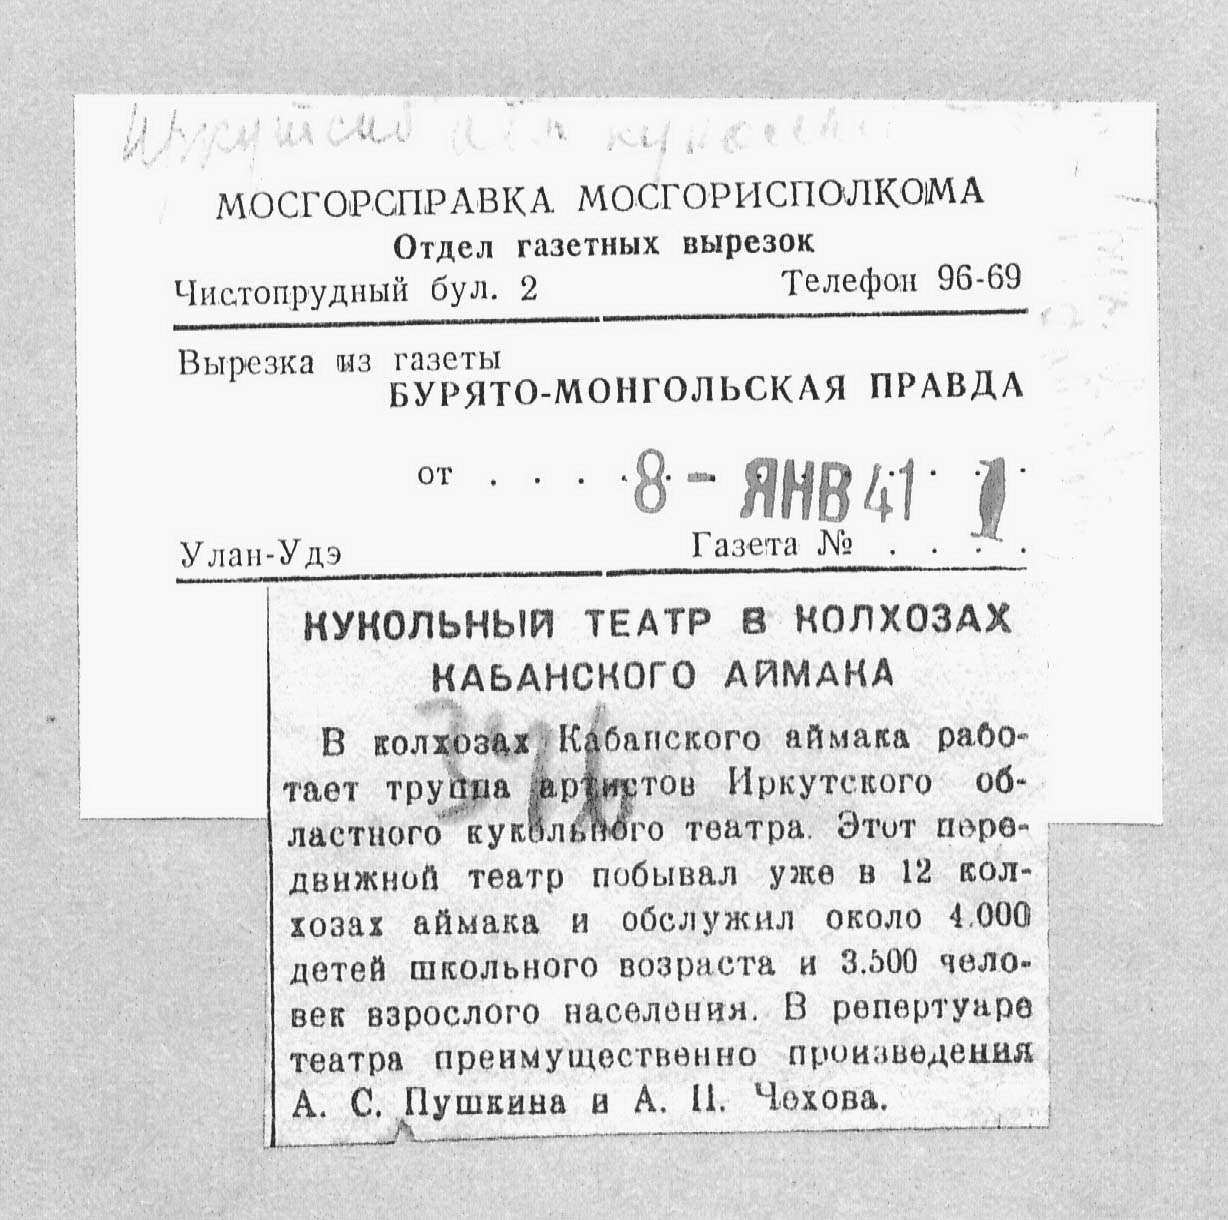 МОСГОРСПРАВКА МОСГОРИСПОЛКОМА
Отдел газетных вырезок
Чистопрудный бул. 2 Телефон 96-69
Вырезка из газеты
БУРЯТО-МОНГОЛЬСКАЯ ПРАВДА
от . . . 8 - ЯНВ 41
Улан-Удэ Газета № . . . .
КУКОЛЬНЫЙ ТЕАТР В КОЛХОЗАХ
КАБАНСКОГО АЙМАКА
В колхозах Кабанского аймака рабо-
тает труппа артистов Иркутского об-
ластного кукольного театра. Этот пере-
движной театр побывал уже в 12 кол-
хозах аймака и обслужил около 4.000
детей школьного возраста и 3.500 чело-
век взрослого населения. В репертуаре
театра преимущественно произведения
А. С. Пушкина и А. П. Чехова.